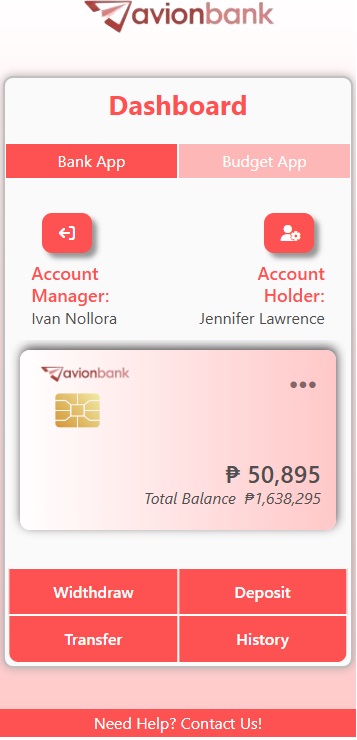 avionbank
Dashboard
Bank App
Budget App
Account
Manager:
Ivan Nollora
Account
Holder:
Jennifer Lawrence
avionbank
₱ 50,895
Total Balance ₱1,638,295
Widthdraw
Deposit
Transfer
History
Need Help? Contact Us!